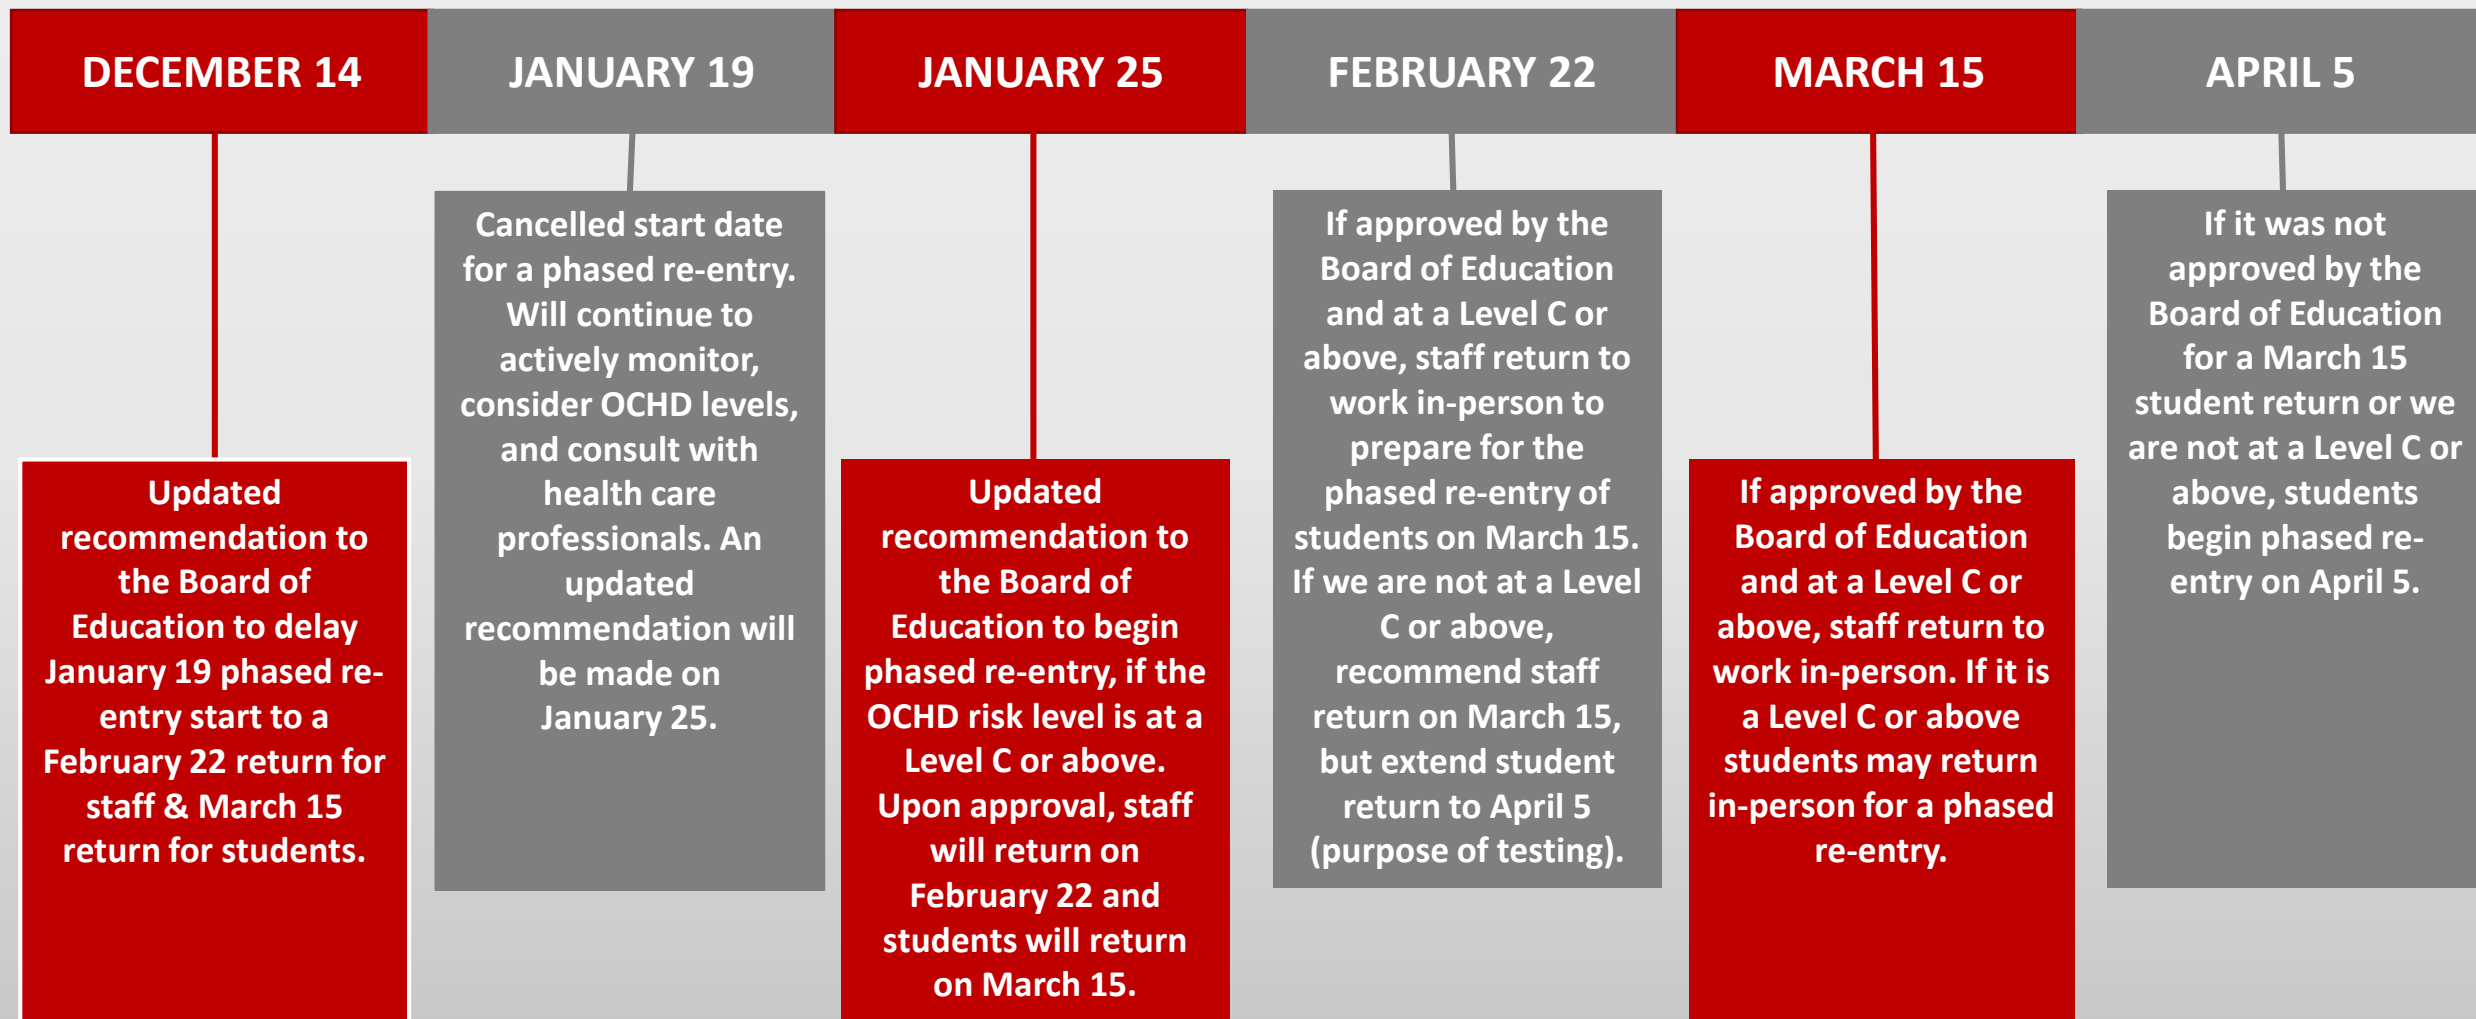 DECEMBER 14
JANUARY 19
JANUARY 25
FEBRUARY 22
MARCH 15
APRIL 5
Updated
recommendation to
the Board of
Education to delay
January 19 phased re-
entry start to a
February 22 return for
staff & March 15
return for students.
Cancelled start date
for a phased re-entry.
Will continue to
actively monitor,
consider OCHD levels,
and consult with
health care
professionals. An
updated
recommendation will
be made on
January 25.
Updated
recommendation to
the Board of
Education to begin
phased re-entry, if the
OCHD risk level is at a
Level C or above.
Upon approval, staff
will return on
February 22 and
students will return
on March 15.
If approved by the
Board of Education
and at a Level C or
above, staff return to
work in-person to
prepare for the
phased re-entry of
students on March 15.
If we are not at a Level
C or above,
recommend staff
return on March 15,
but extend student
return to April 5
(purpose of testing).
If approved by the
Board of Education
and at a Level C or
above, staff return to
work in-person. If it is
a Level C or above
students may return
in-person for a phased
re-entry.
If it was not
approved by the
Board of Education
for a March 15
student return or we
are not at a Level C or
above, students
begin phased re-
entry on April 5.